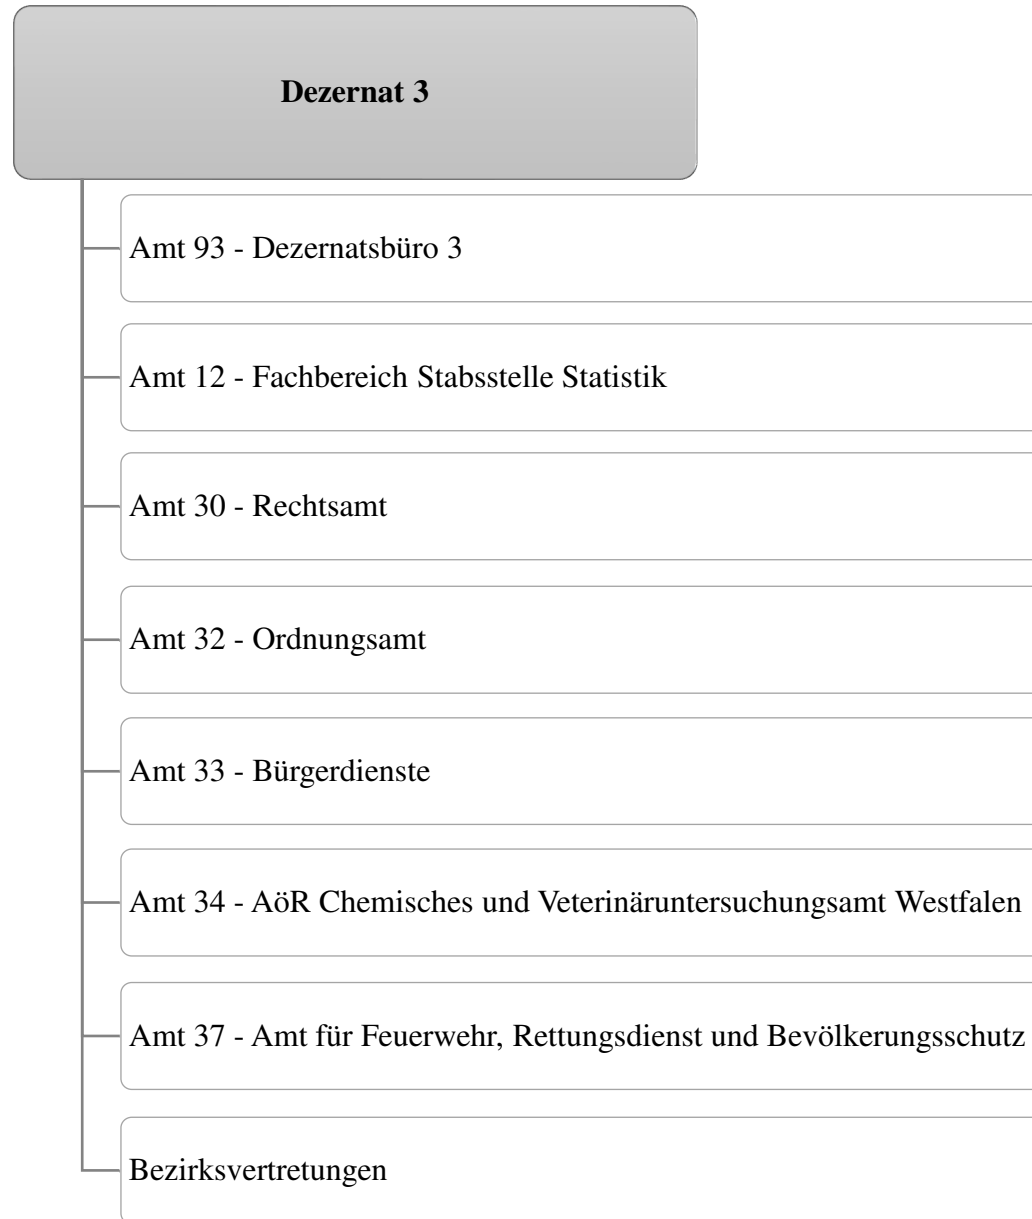 Dezernat 3
Amt 93 - Dezernatsbüro 3
Amt 12 - Fachbereich Stabsstelle Statistik
Amt 30 - Rechtsamt
Amt 32 - Ordnungsamt
Amt 33 - Bürgerdienste
Amt 34 - AöR Chemisches und Veterinäruntersuchungsamt Westfalen
Amt 37 - Amt für Feuerwehr, Rettungsdienst und Bevölkerungsschutz
Bezirksvertretungen